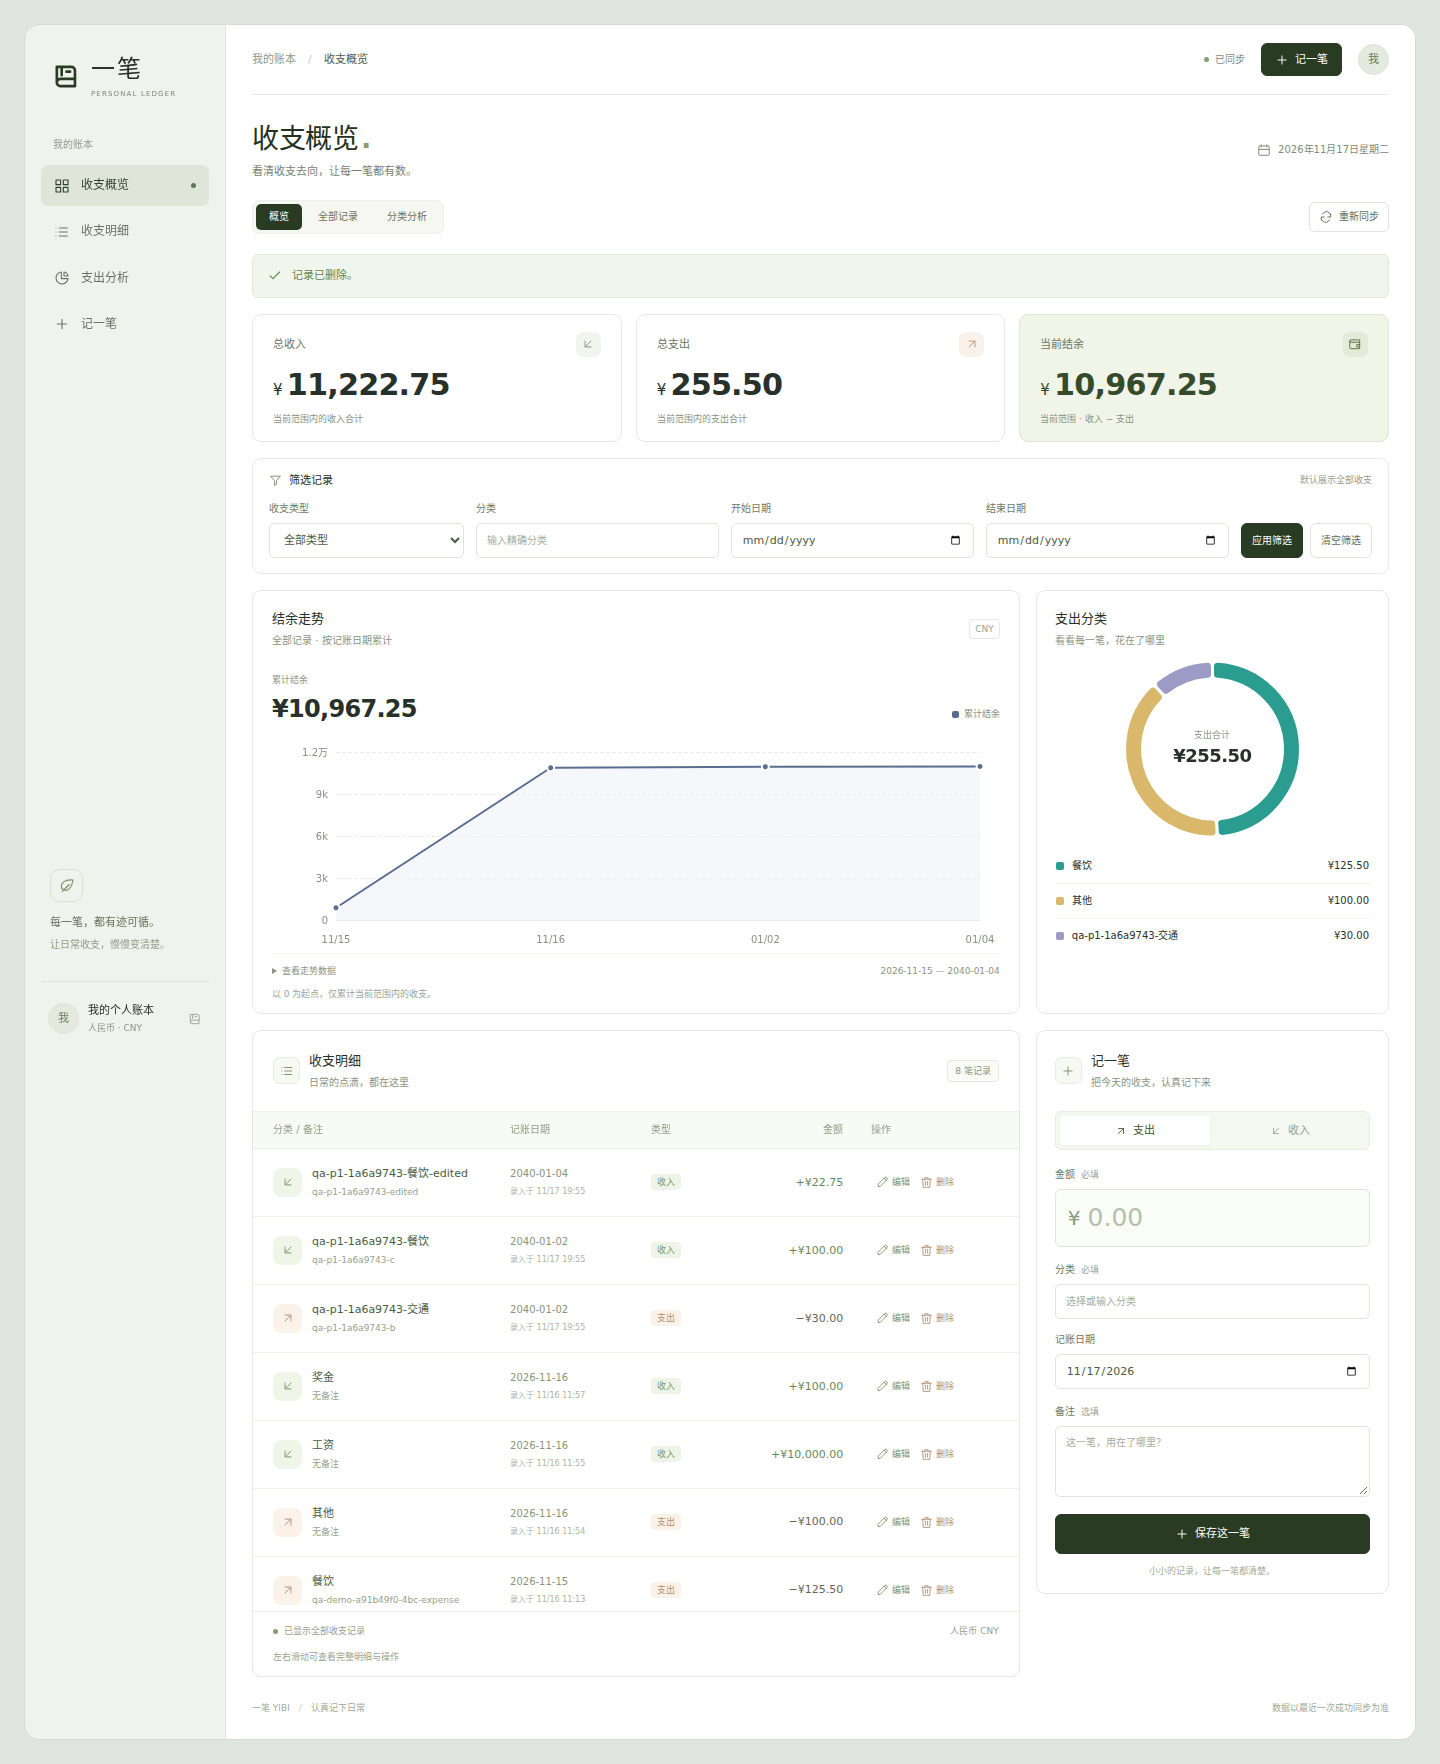 一笔
PERSONAL LEDGER
我的账本
收支概览
收支明细
支出分析
记一笔
每一笔，都有迹可循。
让日常收支，慢慢变清楚。
我 我的个人账本
人民币 · CNY
我的账本 / 收支概览
已同步 记一笔 我
收支概览.
看清收支去向，让每一笔都有数。
2026年11月17日星期二
概览 全部记录 分类分析
重新同步
记录已删除。
总收入
¥ 11,222.75
当前范围内的收入合计
总支出
¥ 255.50
当前范围内的支出合计
当前结余
¥ 10,967.25
当前范围 · 收入 − 支出
筛选记录 默认展示全部收支
收支类型 分类 开始日期 结束日期
全部类型 输入精确分类 mm/dd/yyyy mm/dd/yyyy 应用筛选 清空筛选
结余走势
全部记录 · 按记账日期累计
CNY
累计结余
¥10,967.25
累计结余
1.2万
9k
6k
3k
0
11/15 11/16 01/02 01/04
查看走势数据 2026-11-15 — 2040-01-04
以 0 为起点，仅累计当前范围内的收支。
支出分类
看看每一笔，花在了哪里
支出合计
¥255.50
餐饮 ¥125.50
其他 ¥100.00
qa-p1-1a6a9743-交通 ¥30.00
收支明细
日常的点滴，都在这里
8 笔记录
分类 / 备注 记账日期 类型 金额 操作
qa-p1-1a6a9743-餐饮-edited 2040-01-04 收入 +¥22.75 编辑 删除
qa-p1-1a6a9743-edited 录入于 11/17 19:55
qa-p1-1a6a9743-餐饮 2040-01-02 收入 +¥100.00 编辑 删除
qa-p1-1a6a9743-c 录入于 11/17 19:55
qa-p1-1a6a9743-交通 2040-01-02 支出 −¥30.00 编辑 删除
qa-p1-1a6a9743-b 录入于 11/17 19:55
奖金 2026-11-16 收入 +¥100.00 编辑 删除
无备注 录入于 11/16 11:57
工资 2026-11-16 收入 +¥10,000.00 编辑 删除
无备注 录入于 11/16 11:55
其他 2026-11-16 支出 −¥100.00 编辑 删除
无备注 录入于 11/16 11:54
餐饮 2026-11-15 支出 −¥125.50 编辑 删除
qa-demo-a91b49f0-4bc-expense 录入于 11/16 11:13
已显示全部收支记录 人民币 CNY
左右滑动可查看完整明细与操作
记一笔
把今天的收支，认真记下来
支出 收入
金额 必填
¥ 0.00
分类 必填
选择或输入分类
记账日期
11/17/2026
备注 选填
这一笔，用在了哪里？
保存这一笔
小小的记录，让每一笔都清楚。
一笔 YIBI / 认真记下日常 数据以最近一次成功同步为准